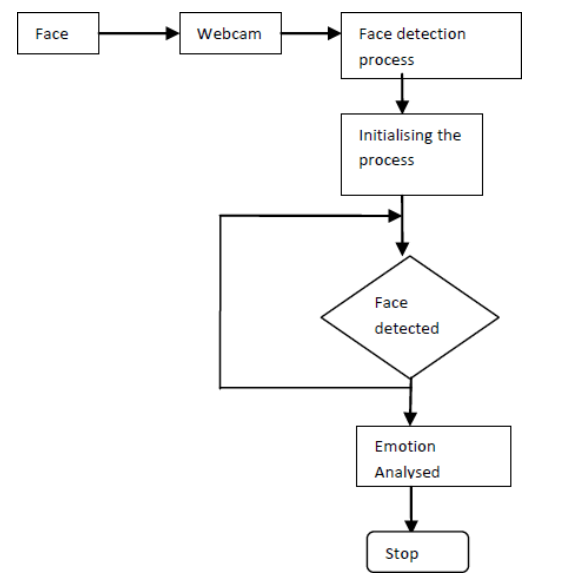 Face
Webcam
Face detection
process
Initialising the
process
Face
detected
Emotion
Analysed
Stop